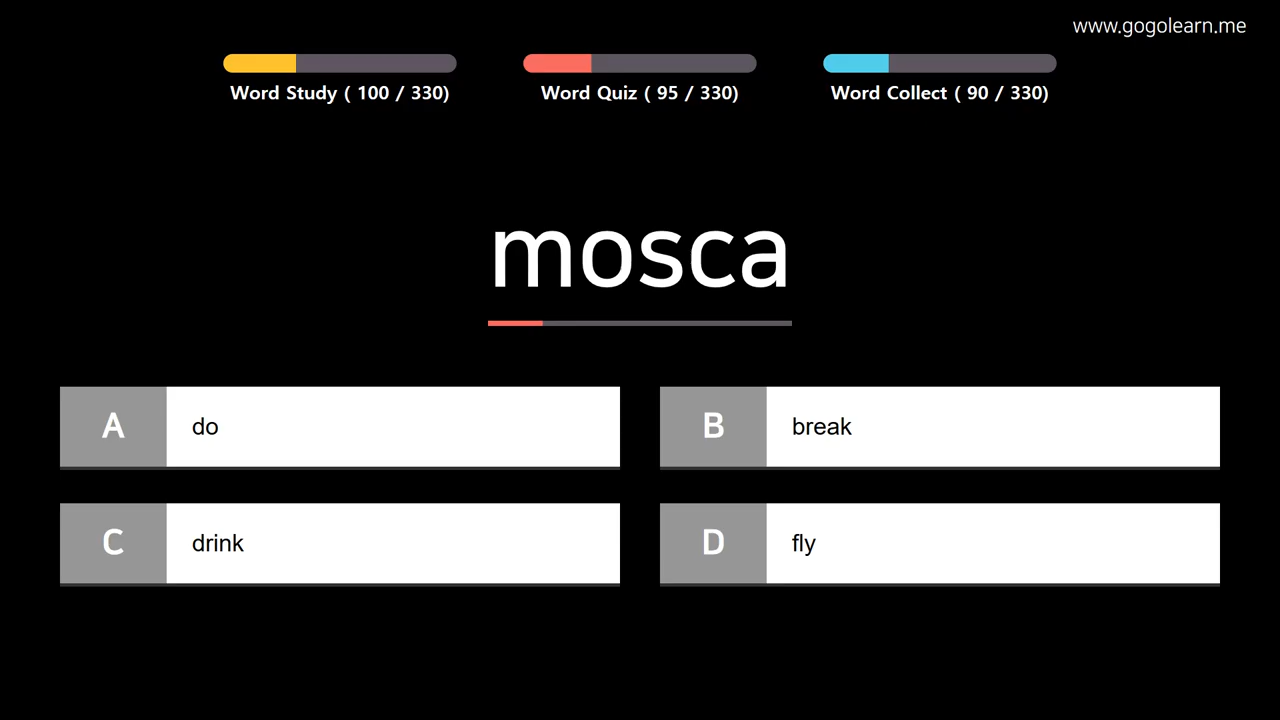 www.gogolearn.me
Word Study ( 100 / 330)
Word Quiz ( 95 / 330)
Word Collect ( 90 / 330)
mosca
A do
B break
C drink
D fly